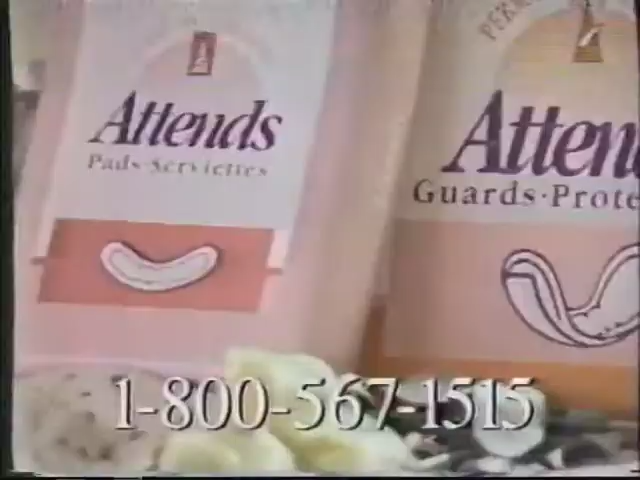 Attends
Pads·Serviettes
Atten
Guards·Prote
1-800-567-1515